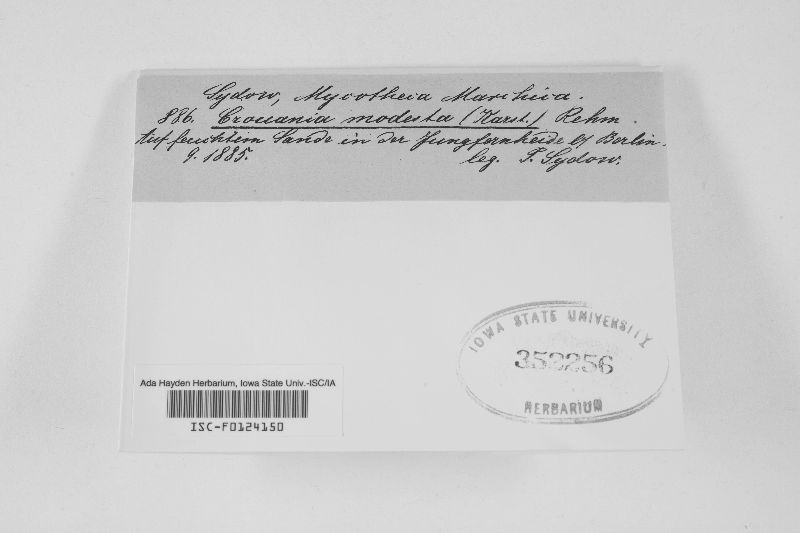 Sydow, Mycotheca Marchica.
886. Crouania modesta (Karst.) Rehm.
Auf feuchtem Sande in der Jungfernheide b/ Berlin.
9. 1885. leg. P. Sydow.
IOWA STATE UNIVERSITY
352256
HERBARIUM
Ada Hayden Herbarium, Iowa State Univ.-ISC/IA
ISC-F0124150